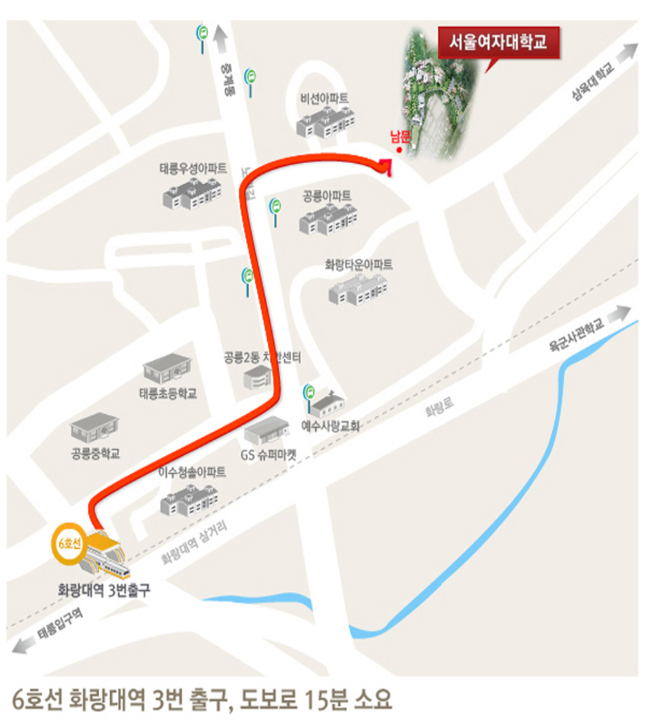 서울여자대학교
중계동
삼육대학교
비선아파트
남문
태릉우성아파트
공릉아파트
화랑타운아파트
육군사관학교
공릉2동 치안센터
태릉초등학교
화랑로
예수사랑교회
공릉중학교
GS 슈퍼마켓
이수청솔아파트
화랑대역 삼거리
6호선
화랑대역 3번출구
태릉입구역
6호선 화랑대역 3번 출구, 도보로 15분 소요